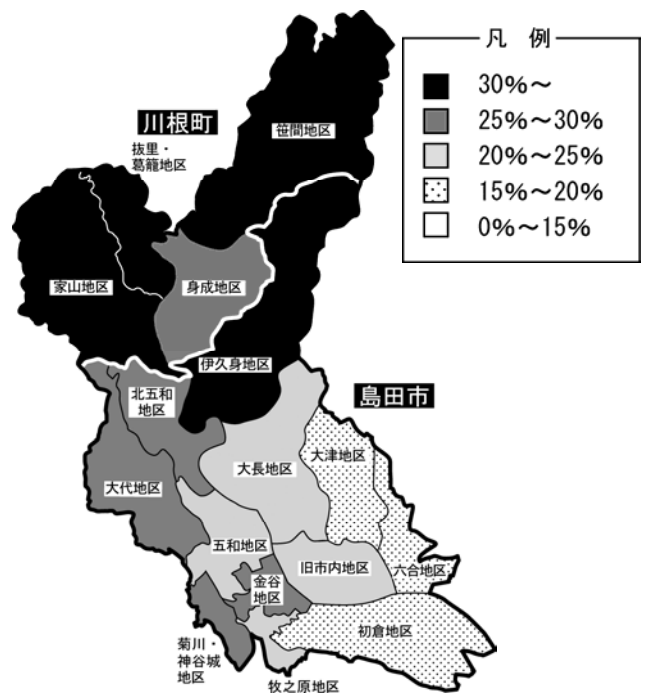 凡 例
30%～
25%～30%
20%～25%
15%～20%
0%～15%
川根町
笹間地区
抜里・
葛籠地区
家山地区
身成地区
伊久身地区
北五和
地区
島田市
大長地区
大津地区
大代地区
五和地区
旧市内地区
六合地区
金谷
地区
初倉地区
菊川・
神谷城
地区
牧之原地区